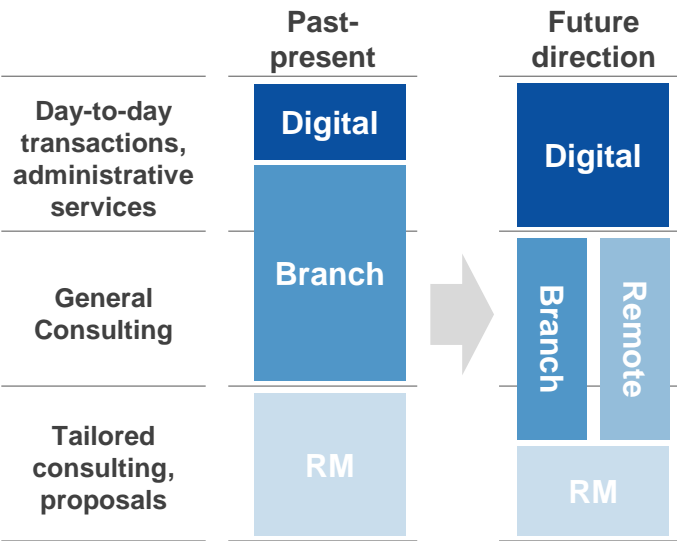 Past-
present
Future
direction
Day-to-day
transactions,
administrative
services
Digital
Digital
Branch
General
Consulting
Branch
Remote
Tailored
consulting,
proposals
RM
RM